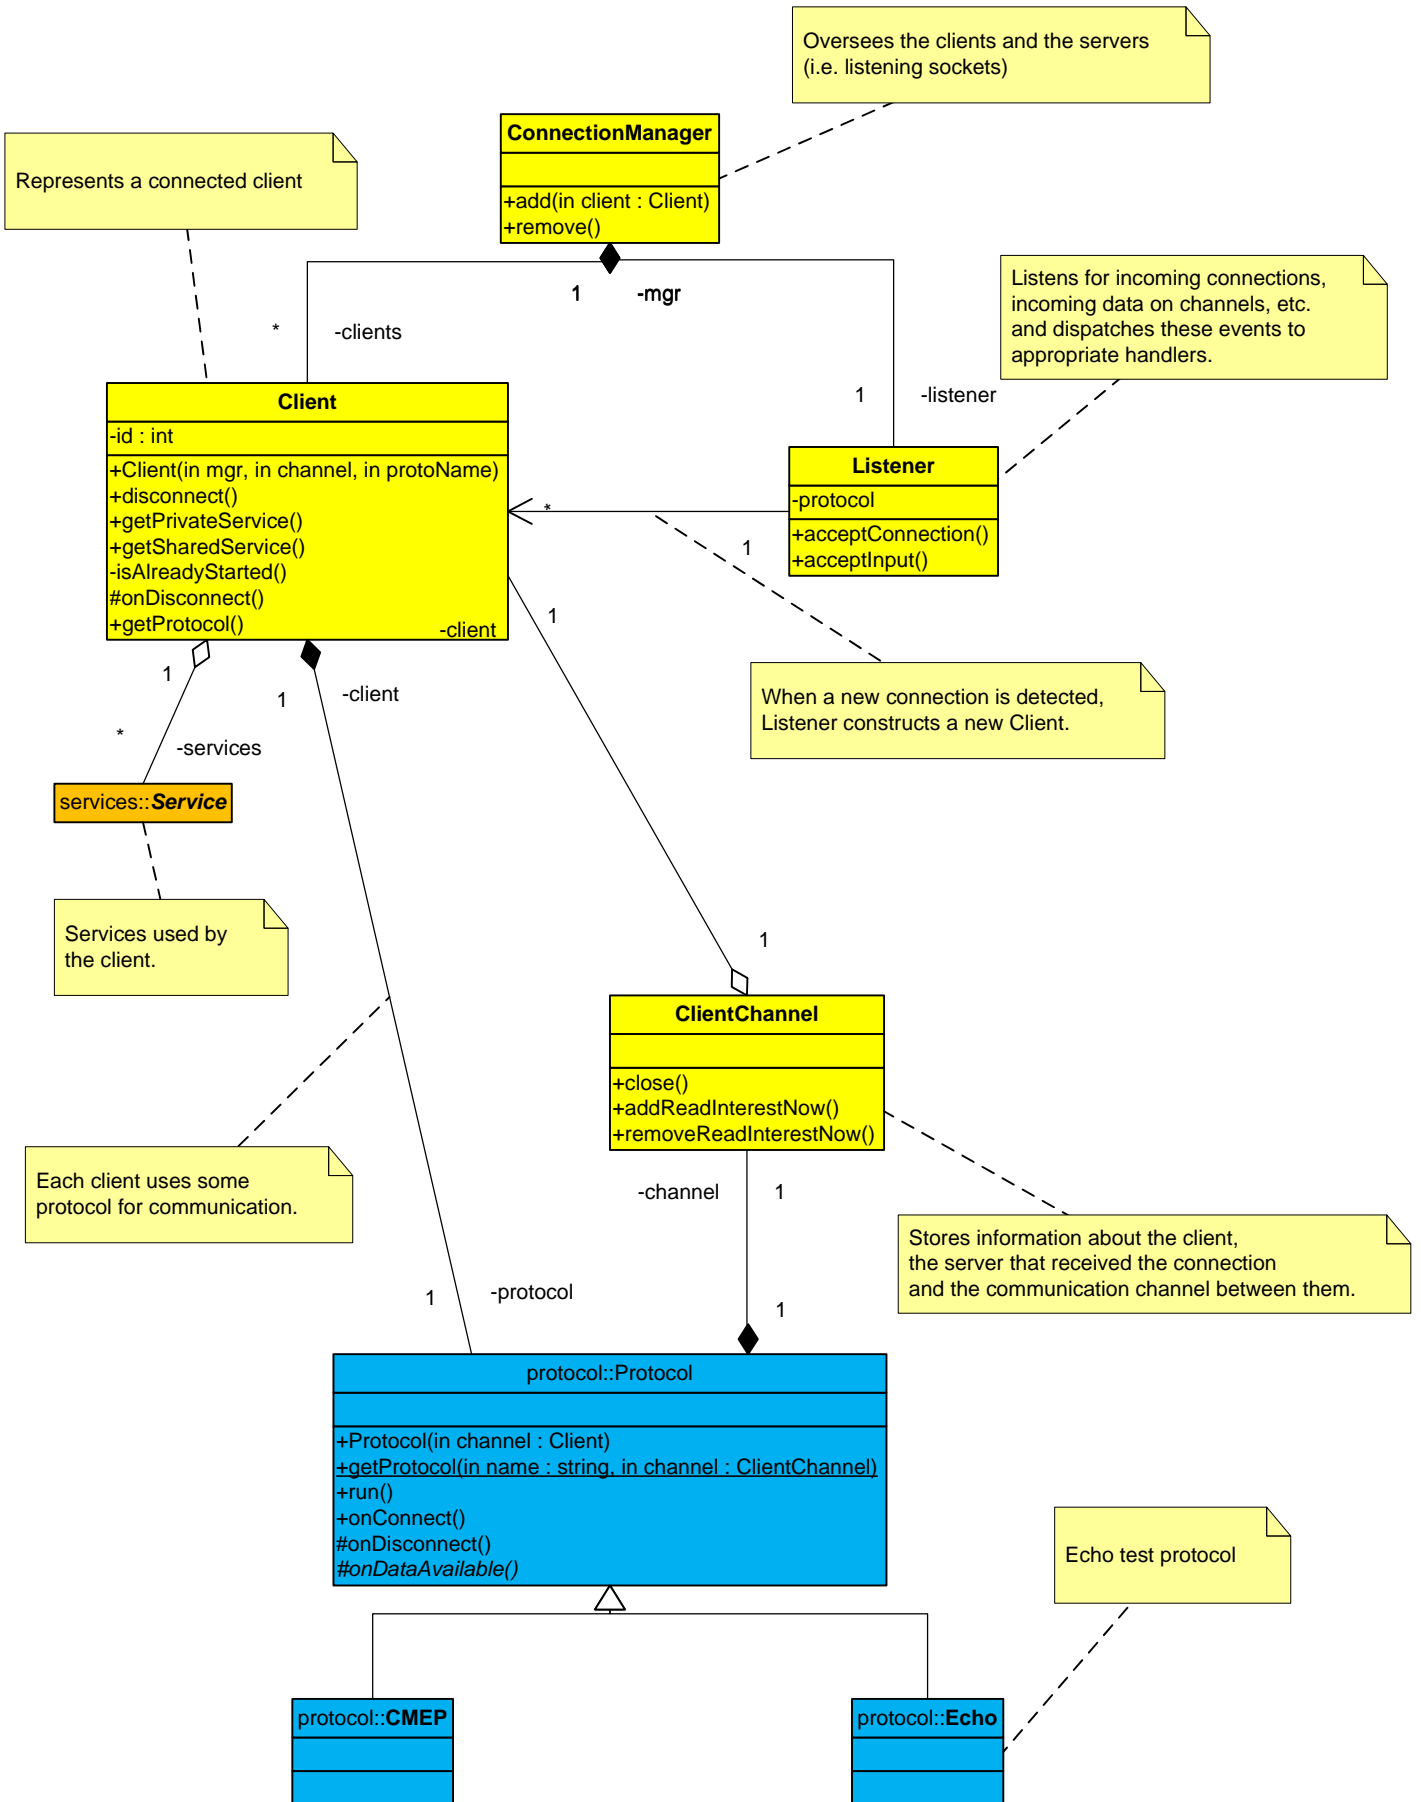 Oversees the clients and the servers
(i.e. listening sockets)
ConnectionManager
+add(in client : Client)
+remove()
Represents a connected client
1
-mgr
*
-clients
Listens for incoming connections,
incoming data on channels, etc.
and dispatches these events to
appropriate handlers.
1
-listener
Client
-id : int
+Client(in mgr, in channel, in protoName)
+disconnect()
+getPrivateService()
+getSharedService()
-isAlreadyStarted()
#onDisconnect()
+getProtocol()
-client
Listener
-protocol
+acceptConnection()
+acceptInput()
*
1
1
1
-client
1
When a new connection is detected,
Listener constructs a new Client.
*
-services
services::Service
Services used by
the client.
1
ClientChannel
+close()
+addReadInterestNow()
+removeReadInterestNow()
Each client uses some
protocol for communication.
-channel
1
Stores information about the client,
the server that received the connection
and the communication channel between them.
1
-protocol
1
protocol::Protocol
+Protocol(in channel : Client)
+getProtocol(in name : string, in channel : ClientChannel)
+run()
+onConnect()
#onDisconnect()
#onDataAvailable()
Echo test protocol
protocol::CMEP
protocol::Echo